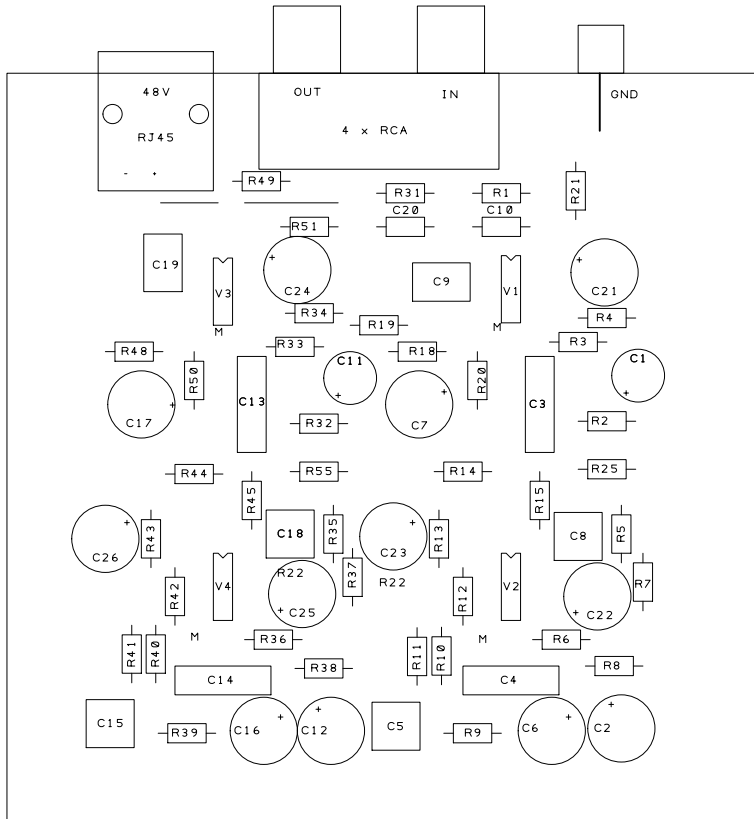 48V
OUT
IN
GND
RJ45
4 x RCA
- +
R49
R31
R1
R21
C20
C10
R51
C19
+
C24
C9
+
C21
V3
V1
R34
R4
M
R19
M
R3
R48
R33
C11
R18
C1
R50
R20
+
+
C17
+
C13
+
C7
C3
R32
R2
R44
R55
R14
R25
R45
R15
+
C26
R43
C18
R35
+
C23
R13
C8
R5
R22
R37
R22
R42
V4
+
C25
R12
V2
+
C22
R7
M
R36
M
R6
R41
R40
R38
R11
R10
R8
C14
C4
C15
R39
+
C16
+
C12
C5
R9
+
C6
+
C2